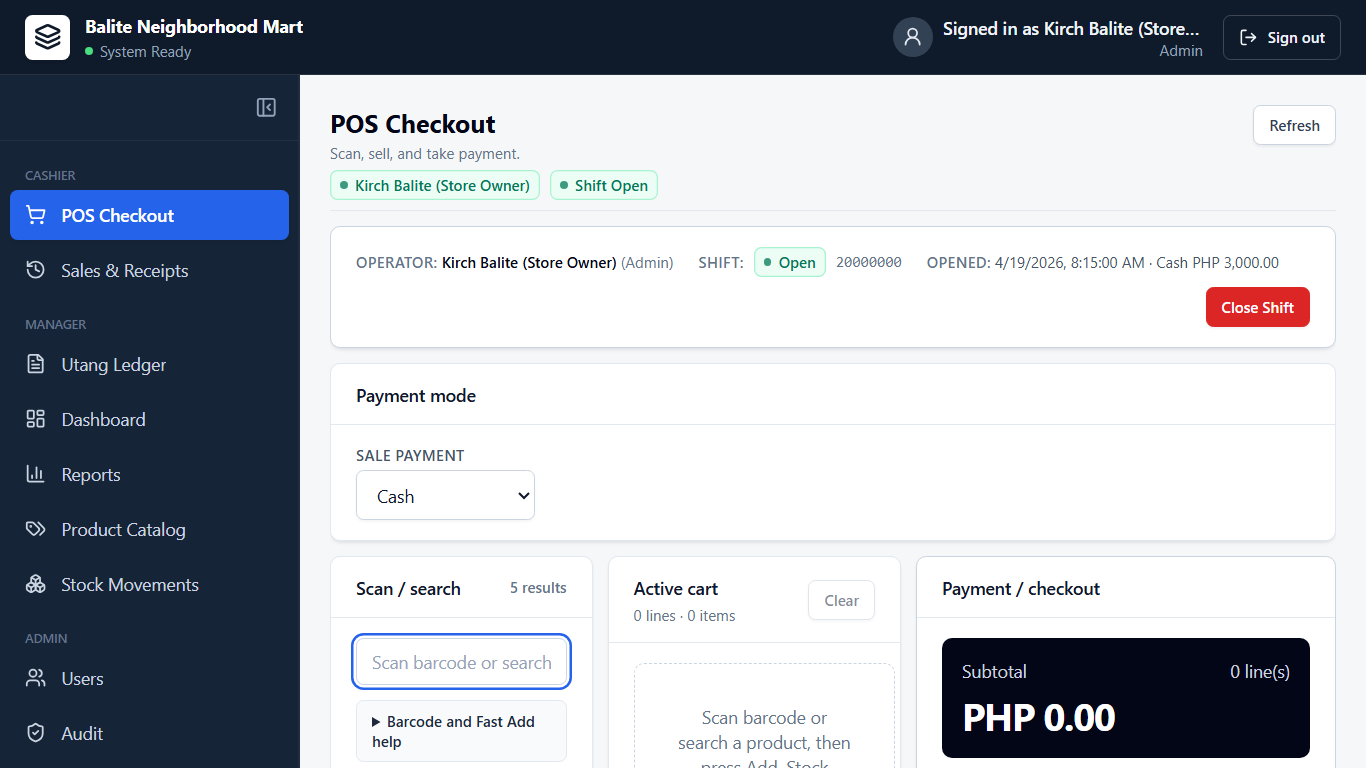 Balite Neighborhood Mart
System Ready
Signed in as Kirch Balite (Store...
Admin
Sign out
CASHIER
POS Checkout
Sales & Receipts
MANAGER
Utang Ledger
Dashboard
Reports
Product Catalog
Stock Movements
ADMIN
Users
Audit
POS Checkout
Scan, sell, and take payment.
Kirch Balite (Store Owner)
Shift Open
Refresh
OPERATOR: Kirch Balite (Store Owner) (Admin)
SHIFT: Open 20000000
OPENED: 4/19/2026, 8:15:00 AM · Cash PHP 3,000.00
Close Shift
Payment mode
SALE PAYMENT
Cash
Scan / search
5 results
Scan barcode or search
Barcode and Fast Add
help
Active cart
0 lines · 0 items
Clear
Scan barcode or
search a product, then
press Add. Stock
Payment / checkout
Subtotal
0 line(s)
PHP 0.00